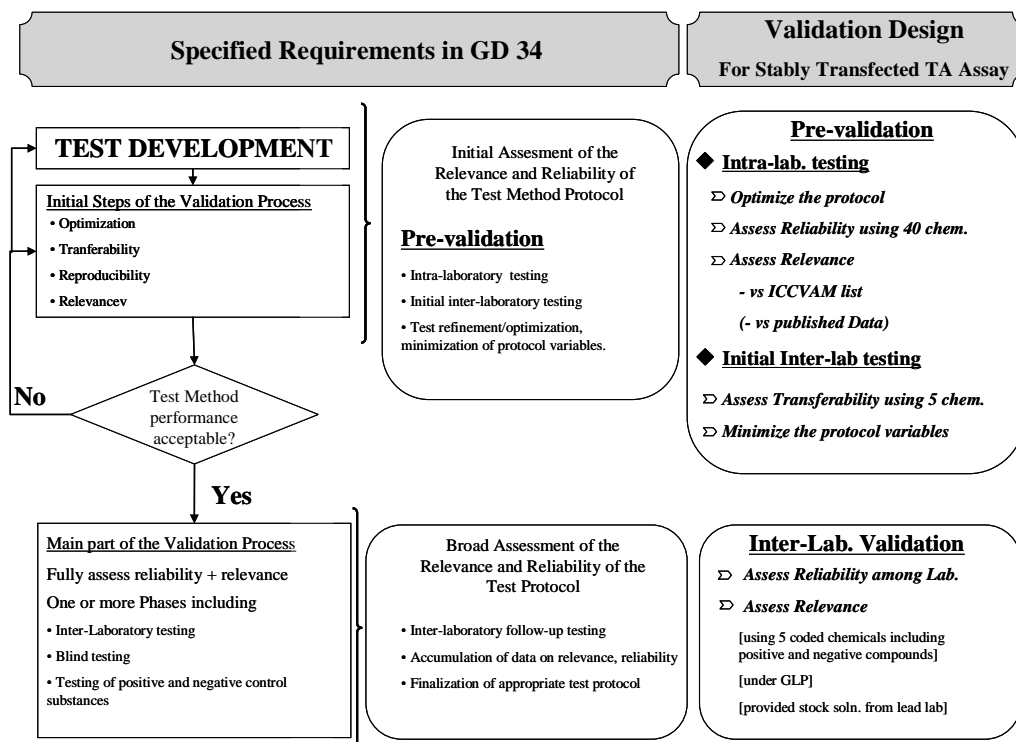 Specified Requirements in GD 34
Validation Design
For Stably Transfected TA Assay
TEST DEVELOPMENT
Initial Steps of the Validation Process
• Optimization
• Tranferability
• Reproducibility
• Relevancev
No
Test Method
performance
acceptable?
Yes
Main part of the Validation Process
Fully assess reliability + relevance
One or more Phases including
• Inter-Laboratory testing
• Blind testing
• Testing of positive and negative control
substances
Initial Assesment of the
Relevance and Reliability of
the Test Method Protocol
Pre-validation
• Intra-laboratory testing
• Initial inter-laboratory testing
• Test refinement/optimization,
minimization of protocol variables.
Broad Assessment of the
Relevance and Reliability of the
Test Protocol
• Inter-laboratory follow-up testing
• Accumulation of data on relevance, reliability
• Finalization of appropriate test protocol
Pre-validation
◆ Intra-lab. testing
Optimize the protocol
Assess Reliability using 40 chem.
Assess Relevance
- vs ICCVAM list
(- vs published Data)
◆ Initial Inter-lab testing
Assess Transferability using 5 chem.
Minimize the protocol variables
Inter-Lab. Validation
Assess Reliability among Lab.
Assess Relevance
[using 5 coded chemicals including
positive and negative compounds]
[under GLP]
[provided stock soln. from lead lab]